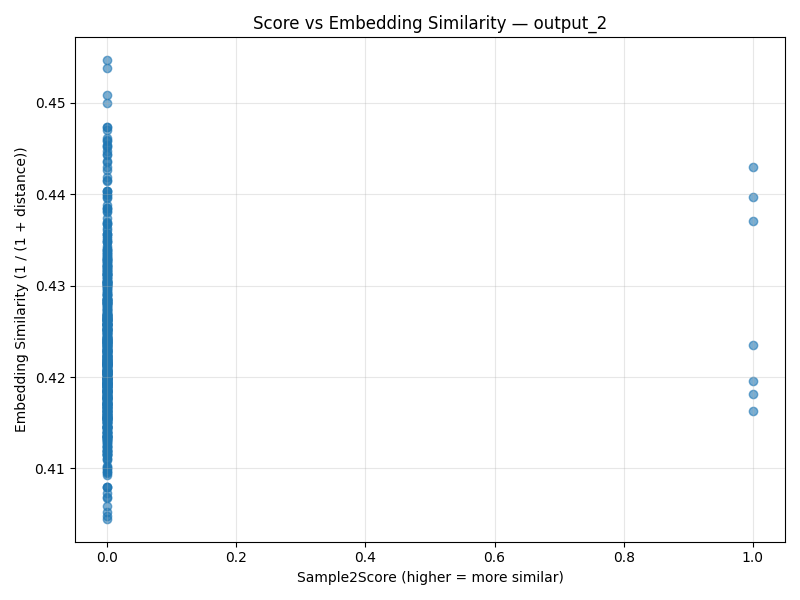 Score vs Embedding Similarity — output_2
Embedding Similarity (1 / (1 + distance))
0.45
0.44
0.43
0.42
0.41
0.0 0.2 0.4 0.6 0.8 1.0
Sample2Score (higher = more similar)